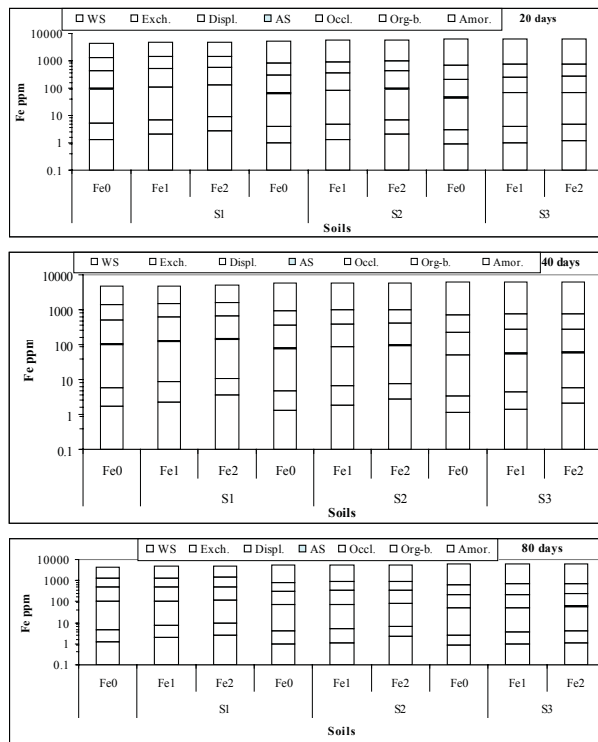 WS Exch. Displ. AS Occl. Org-b. Amor. 20 days
10000
1000
100
10
1
0.1
Fe ppm
Fe0 Fe1 Fe2 Fe0 Fe1 Fe2 Fe0 Fe1 Fe2
S1 S2 S3
Soils
WS Exch. Displ. AS Occl. Org-b. Amor. 40 days
10000
1000
100
10
1
0.1
Fe ppm
Fe0 Fe1 Fe2 Fe0 Fe1 Fe2 Fe0 Fe1 Fe2
S1 S2 S3
Soils
WS Exch. Displ. AS Occl. Org-b. Amor. 80 days
10000
1000
100
10
1
0.1
Fe ppm
Fe0 Fe1 Fe2 Fe0 Fe1 Fe2 Fe0 Fe1 Fe2
S1 S2 S3
Soils